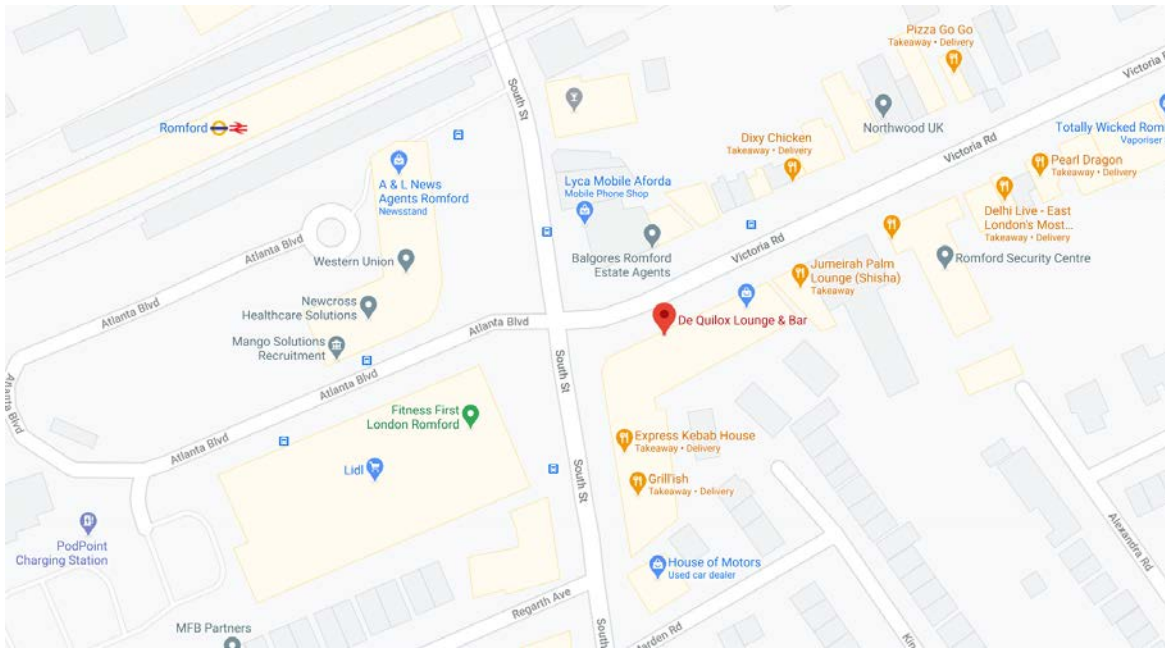 Pizza Go Go
Takeaway • Delivery
Victoria R
South St
Romford
Northwood UK
Totally Wicked Rom
Vaporiser
Dixy Chicken
Takeaway • Delivery
Victoria Rd
Pearl Dragon
Takeaway • Delivery
A & L News
Agents Romford
Newsstand
Lyca Mobile Aforda
Mobile Phone Shop
Delhi Live - East
London's Most...
Takeaway • Delivery
Atlanta Blvd
Western Union
Balgores Romford
Estate Agents
Victoria Rd
Jumeirah Palm
Lounge (Shisha)
Takeaway
Romford Security Centre
Atlanta Blvd
Newcross
Healthcare Solutions
Atlanta Blvd
De Quilox Lounge & Bar
Mango Solutions
Recruitment
Atlanta Blvd
South St
Atlanta Blvd
Fitness First
London Romford
Atlanta Blvd
Express Kebab House
Takeaway • Delivery
Lidl
South St
Grill'ish
Takeaway • Delivery
PodPoint
Charging Station
Alexandra Rd
House of Motors
Used car dealer
Regarth Ave
MFB Partners
South
arden Rd
Kin